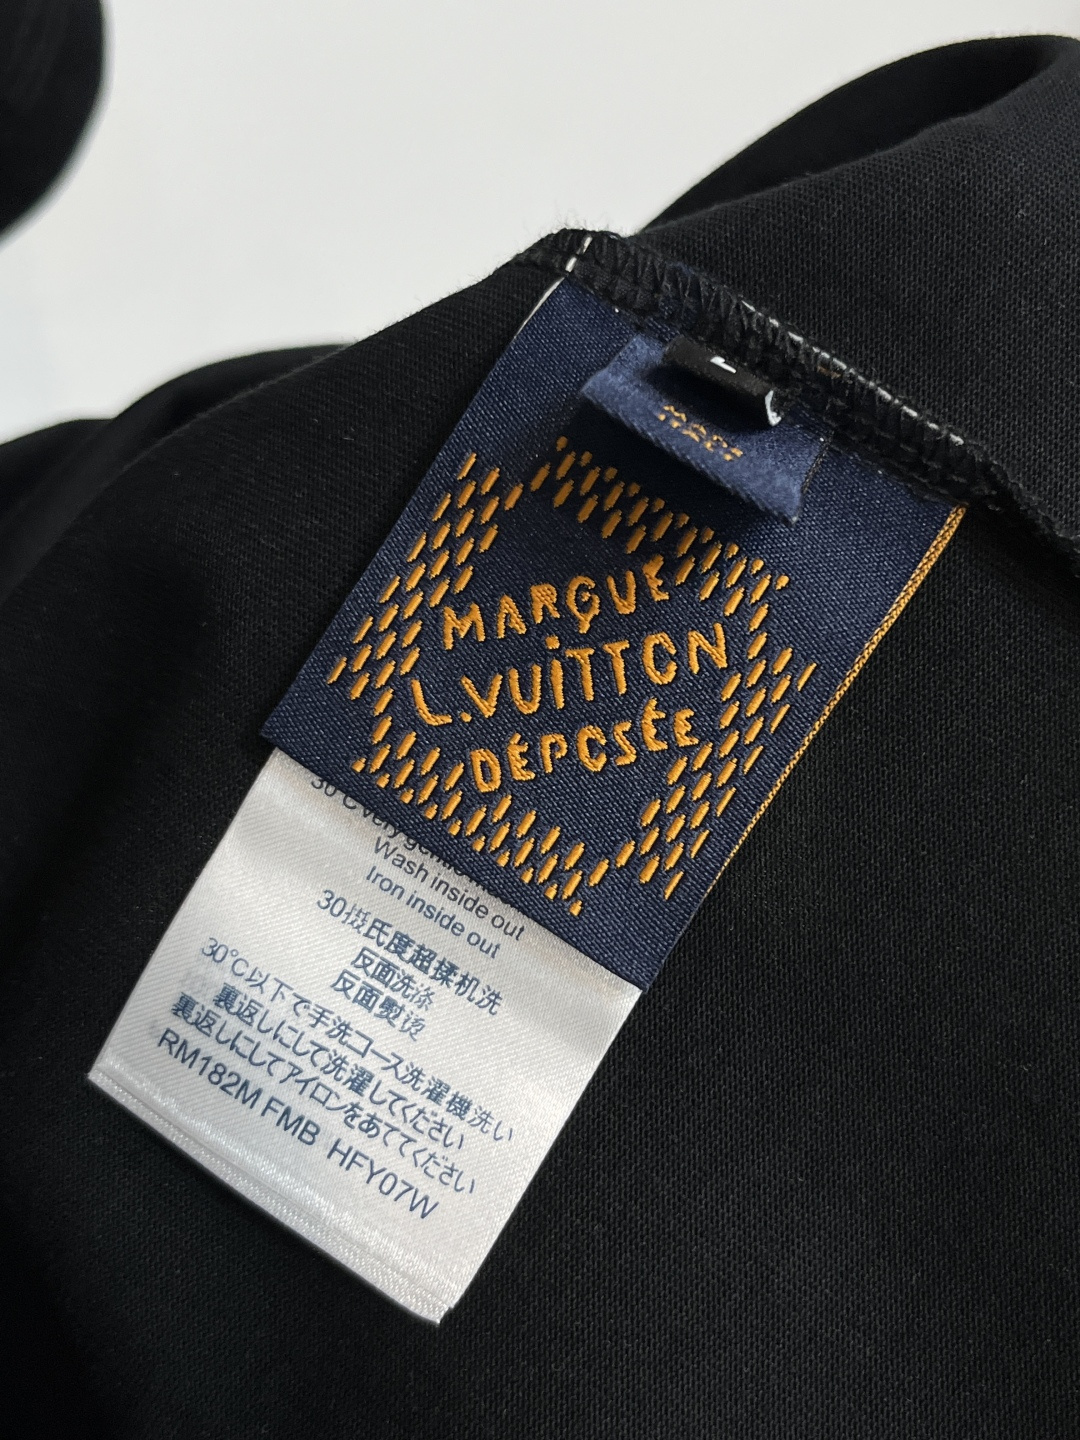 L
MADE
MARQUE
L.VUITTON
DÉPOSÉE
30°C very gentle
Wash inside out
Iron inside out
30摄氏度超揉机洗
反面洗涤
反面熨烫
30℃以下で手洗コース洗濯機洗い
裏返しにして洗濯してください
裏返しにしてアイロンをあててください
RM182M FMB HFY07W